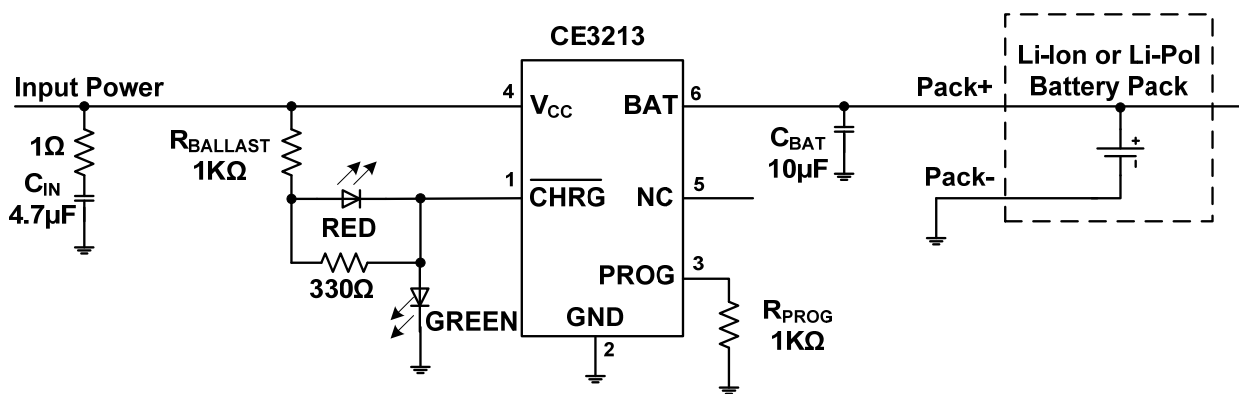 CE3213
Input Power
4
VCC
BAT
6
Pack+
Li-Ion or Li-Pol
Battery Pack
1Ω
RBALLAST
1KΩ
CIN
4.7µF
RED
330Ω
GREEN
1
CHRG
NC
5
PROG
3
GND
2
RPROG
1KΩ
CBAT
10µF
Pack-
+
-